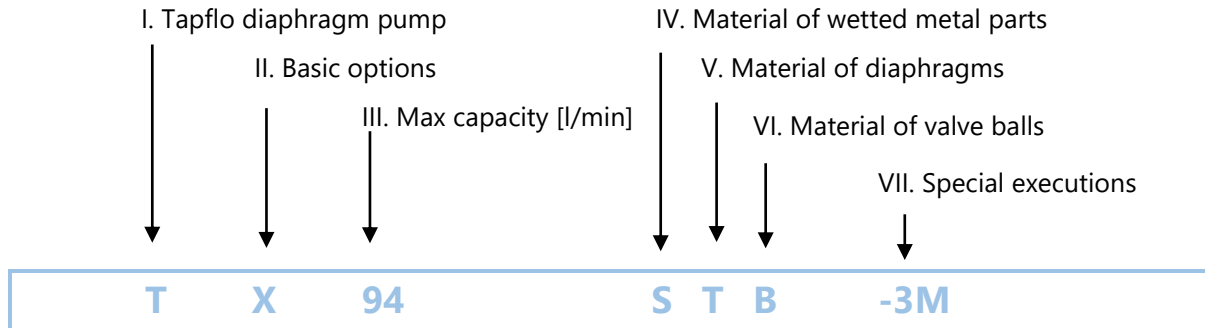 I. Tapflo diaphragm pump
IV. Material of wetted metal parts
II. Basic options
V. Material of diaphragms
III. Max capacity [l/min]
VI. Material of valve balls
VII. Special executions
T X 94 S T B -3M